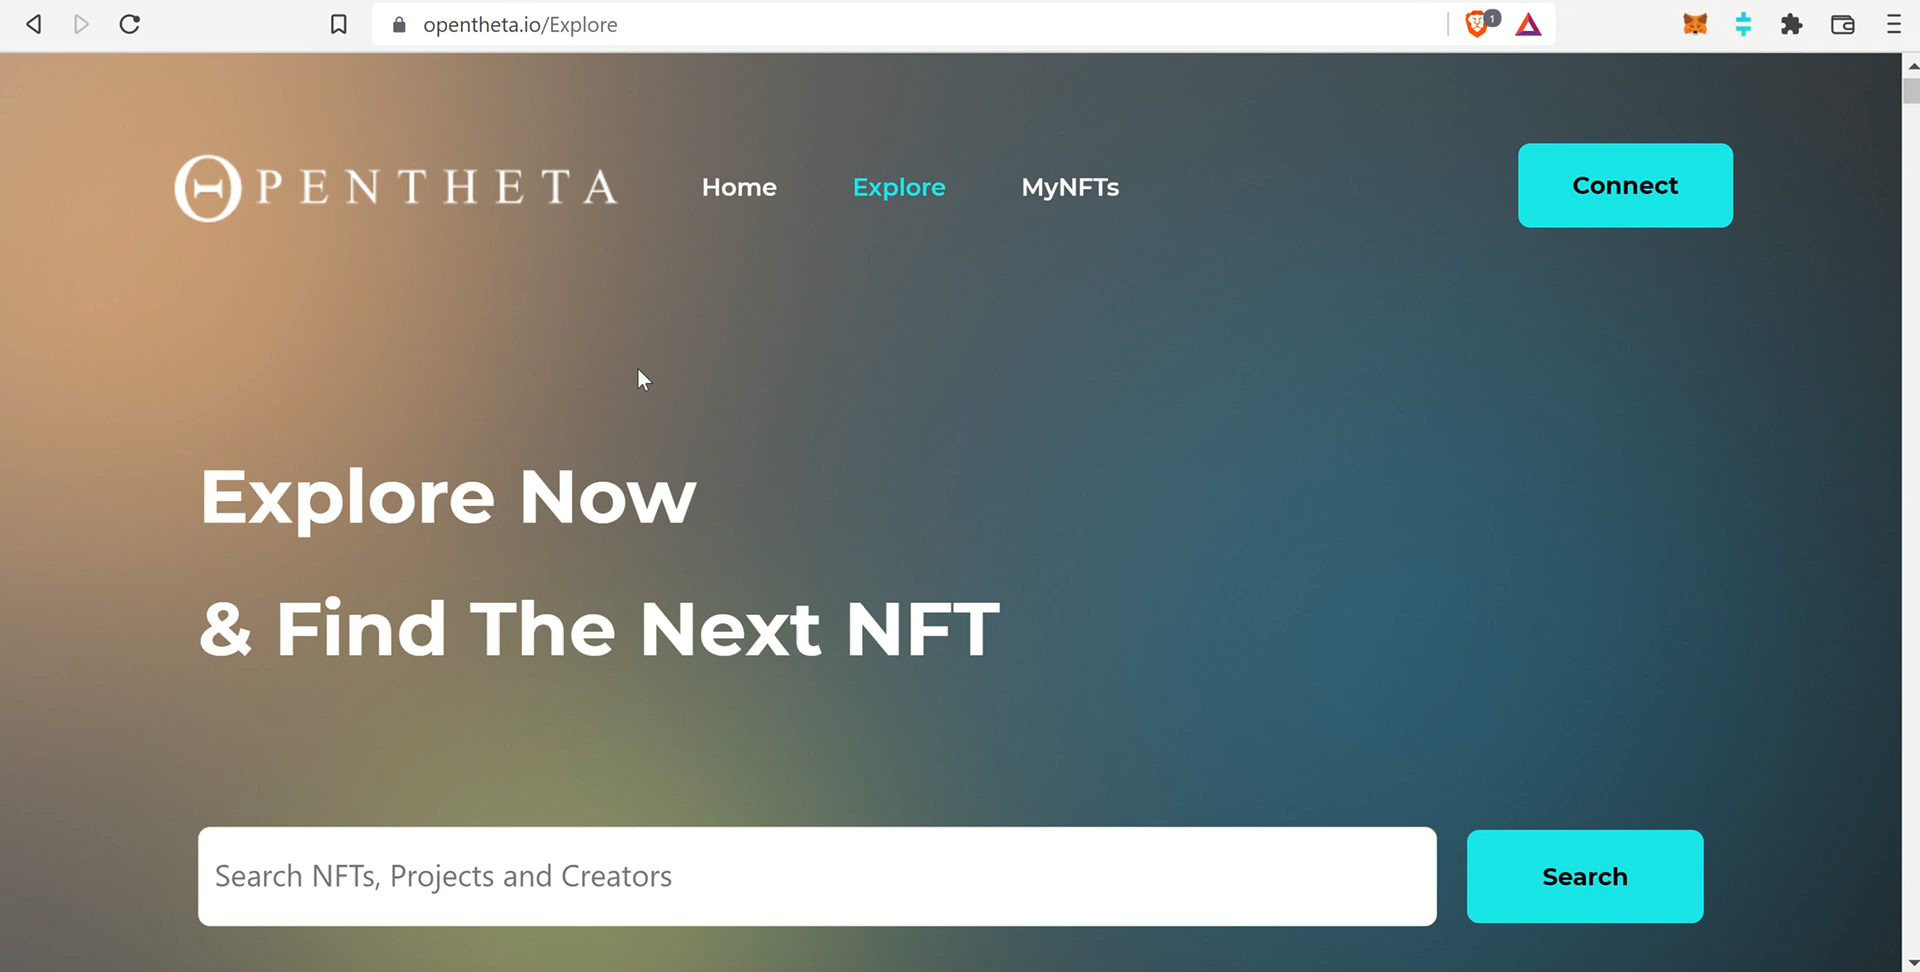 opentheta.io/Explore
1
OPENTHETA
Home
Explore
MyNFTs
Connect
Explore Now
& Find The Next NFT
Search NFTs, Projects and Creators
Search